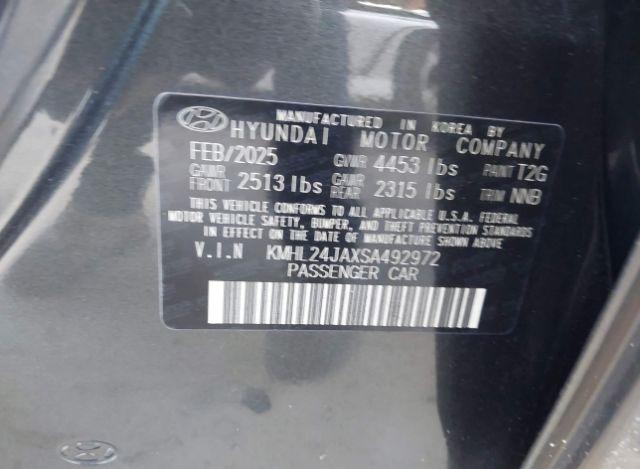 MANUFACTURED IN KOREA BY
HYUNDAI MOTOR COMPANY
FEB/2025 GVWR 4453 lbs PAINT T2G
GAWR FRONT 2513 lbs GAWR REAR 2315 lbs TRIM NNB
THIS VEHICLE CONFORMS TO ALL APPLICABLE U.S.A. FEDERAL
MOTOR VEHICLE SAFETY, BUMPER, AND THEFT PREVENTION STANDARDS
IN EFFECT ON THE DATE OF MANUFACTURE SHOWN ABOVE.
V.I.N KMHL24JAXSA492972
PASSENGER CAR